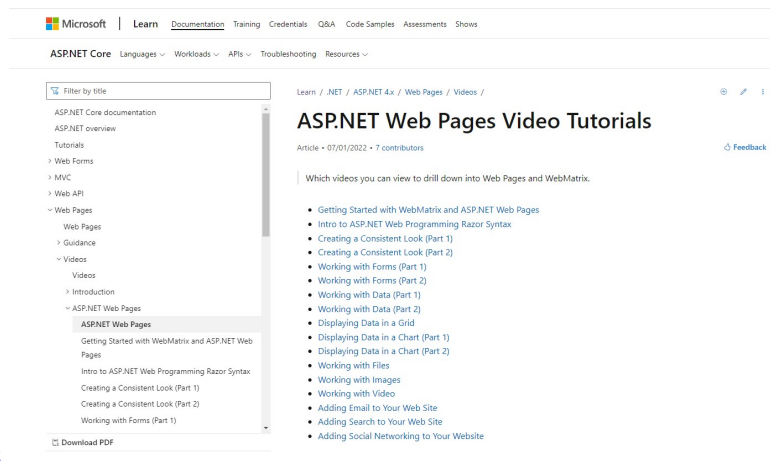 Microsoft Learn Documentation Training Credentials Q&A Code Samples Assessments Shows
ASP.NET Core Languages Workloads APIs Troubleshooting Resources
Filter by title
ASP.NET Core documentation
ASP.NET overview
Tutorials
Web Forms
MVC
Web API
Web Pages
Web Pages
Guidance
Videos
Videos
Introduction
ASP.NET Web Pages
ASP.NET Web Pages
Getting Started with WebMatrix and ASP.NET Web
Pages
Intro to ASP.NET Web Programming Razor Syntax
Creating a Consistent Look (Part 1)
Creating a Consistent Look (Part 2)
Working with Forms (Part 1)
Download PDF
Learn / .NET / ASP.NET 4.x / Web Pages / Videos /
ASP.NET Web Pages Video Tutorials
Article • 07/01/2022 • 7 contributors
Feedback
Which videos you can view to drill down into Web Pages and WebMatrix.
• Getting Started with WebMatrix and ASP.NET Web Pages
• Intro to ASP.NET Web Programming Razor Syntax
• Creating a Consistent Look (Part 1)
• Creating a Consistent Look (Part 2)
• Working with Forms (Part 1)
• Working with Forms (Part 2)
• Working with Data (Part 1)
• Working with Data (Part 2)
• Displaying Data in a Grid
• Displaying Data in a Chart (Part 1)
• Displaying Data in a Chart (Part 2)
• Working with Files
• Working with Images
• Working with Video
• Adding Email to Your Web Site
• Adding Search to Your Web Site
• Adding Social Networking to Your Website